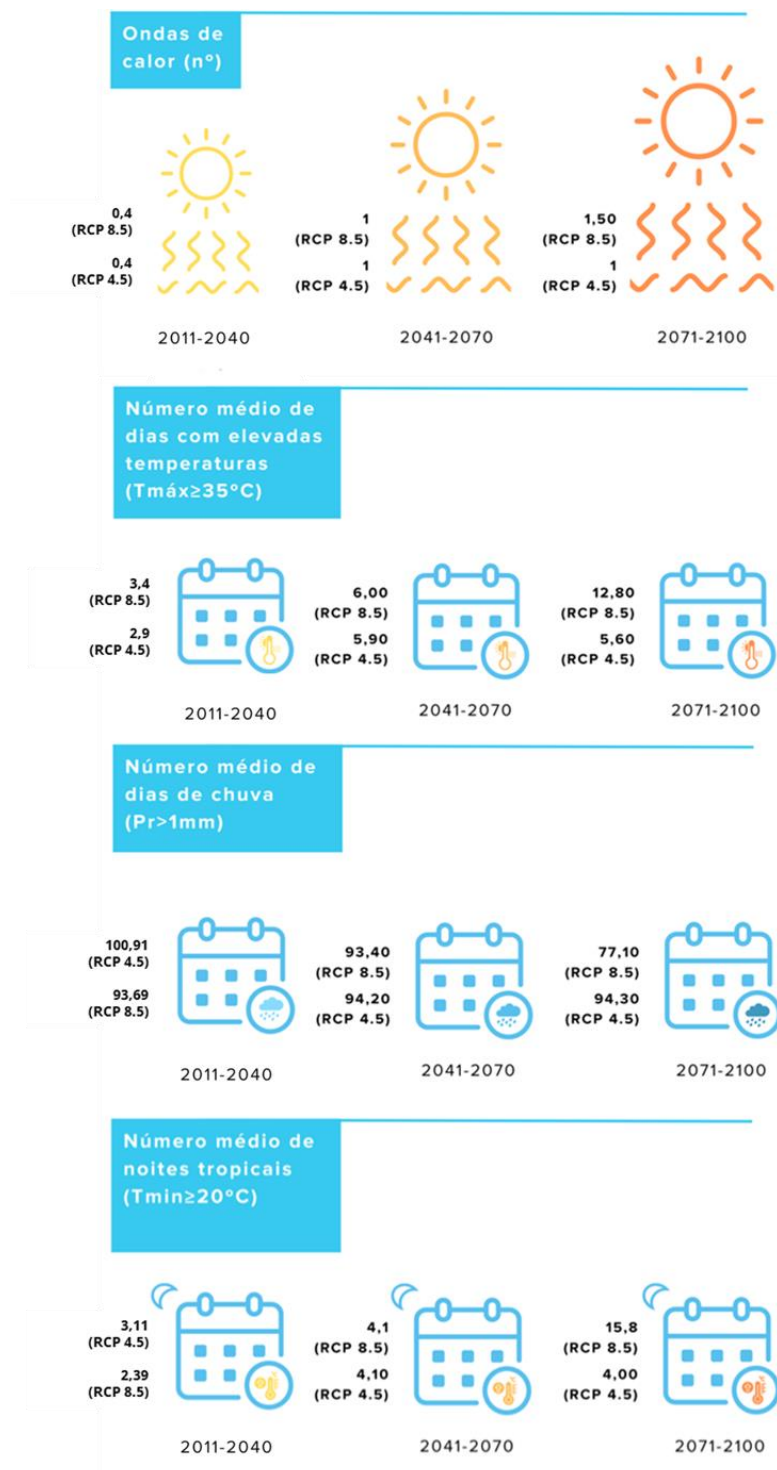 Ondas de
calor (nº)
0,4
(RCP 8.5)
0,4
(RCP 4.5)
1
(RCP 8.5)
1
(RCP 4.5)
1,50
(RCP 8.5)
1
(RCP 4.5)
2011-2040
2041-2070
2071-2100
Número médio de
dias com elevadas
temperaturas
(Tmáx≥35ºC)
3,4
(RCP 8.5)
2,9
(RCP 4.5)
6,00
(RCP 8.5)
5,90
(RCP 4.5)
12,80
(RCP 8.5)
5,60
(RCP 4.5)
2011-2040
2041-2070
2071-2100
Número médio de
dias de chuva
(Pr>1mm)
100,91
(RCP 4.5)
93,69
(RCP 8.5)
93,40
(RCP 8.5)
94,20
(RCP 4.5)
77,10
(RCP 8.5)
94,30
(RCP 4.5)
2011-2040
2041-2070
2071-2100
Número médio de
noites tropicais
(Tmin≥20ºC)
3,11
(RCP 4.5)
2,39
(RCP 8.5)
4,1
(RCP 8.5)
4,10
(RCP 4.5)
15,8
(RCP 8.5)
4,00
(RCP 4.5)
2011-2040
2041-2070
2071-2100